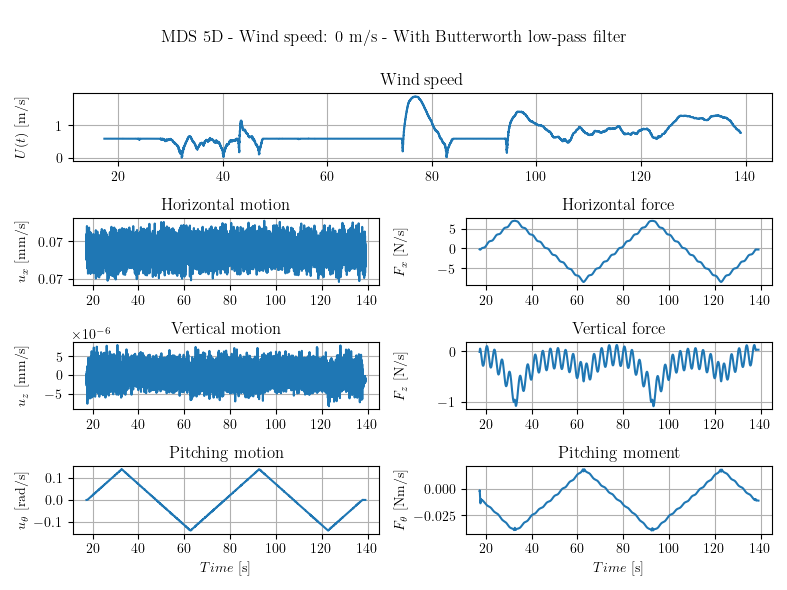 MDS 5D - Wind speed: 0 m/s - With Butterworth low-pass filter
Wind speed
U(t) [m/s]
1
0
20 40 60 80 100 120 140
Horizontal motion Horizontal force
u_x [mm/s]
0.07
0.07
20 40 60 80 100 120 140
F_x [N/s]
5
0
−5
20 40 60 80 100 120 140
Vertical motion Vertical force
×10⁻⁶
u_z [mm/s]
5
0
−5
20 40 60 80 100 120 140
F_z [N/s]
0
−1
20 40 60 80 100 120 140
Pitching motion Pitching moment
u_θ [rad/s]
0.1
0.0
−0.1
20 40 60 80 100 120 140
Time [s]
F_θ [Nm/s]
0.000
−0.025
20 40 60 80 100 120 140
Time [s]